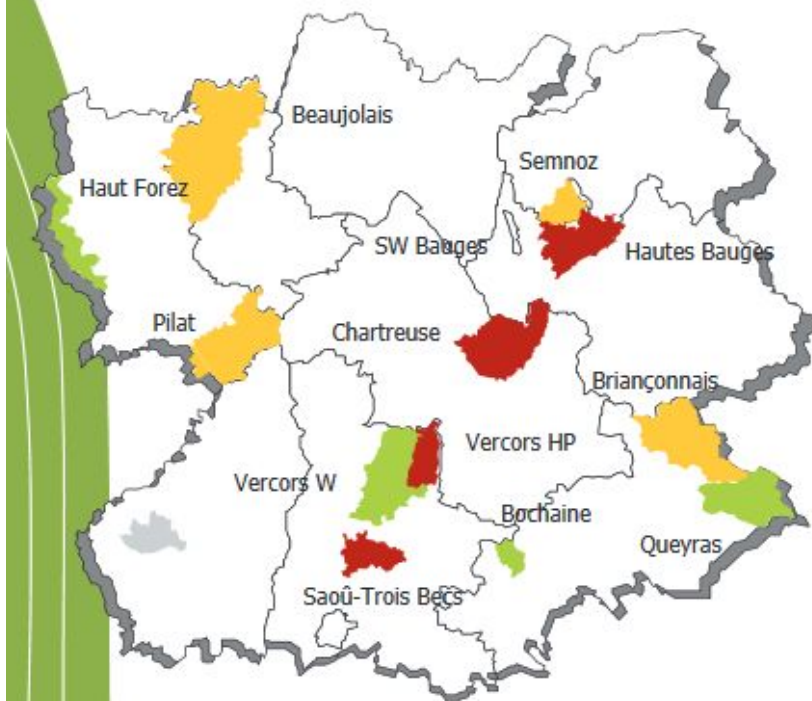 Beaujolais
Semnoz
Haut Forez
SW Bauges
Hautes Bauges
Pilat
Chartreuse
Briançonnais
Vercors HP
Vercors W
Bochaine
Queyras
Saoû-Trois Becs